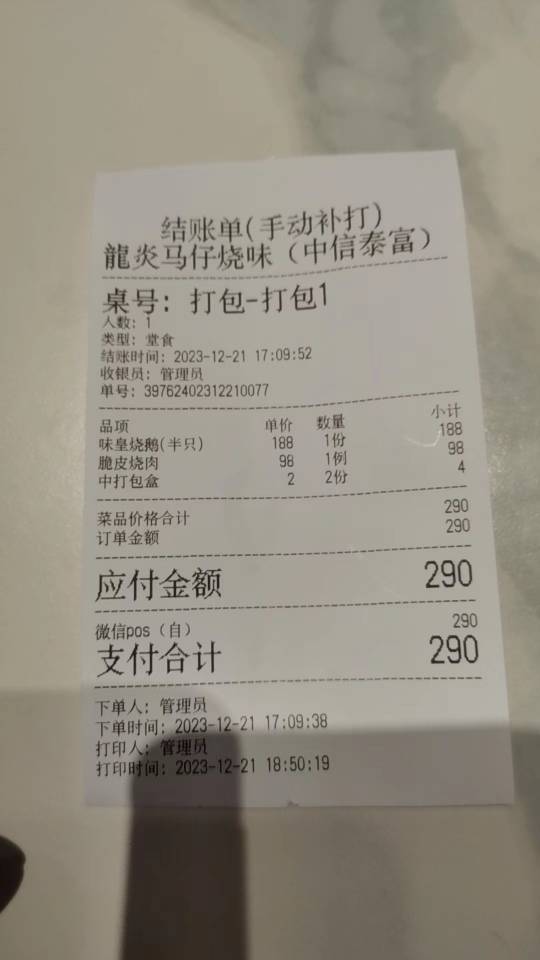 结账单(手动补打)
龍炎马仔烧味（中信泰富）
桌号: 打包-打包1
人数: 1
类型: 堂食
结账时间: 2023-12-21 17:09:52
收银员: 管理员
单号: 39762402312210077
品项 单价 数量 小计
味皇烧鹅(半只) 188 1份 188
脆皮烧肉 98 1例 98
中打包盒 2 2份 4
菜品价格合计 290
订单金额 290
应付金额 290
微信pos（自） 290
支付合计 290
下单人: 管理员
下单时间: 2023-12-21 17:09:38
打印人: 管理员
打印时间: 2023-12-21 18:50:19